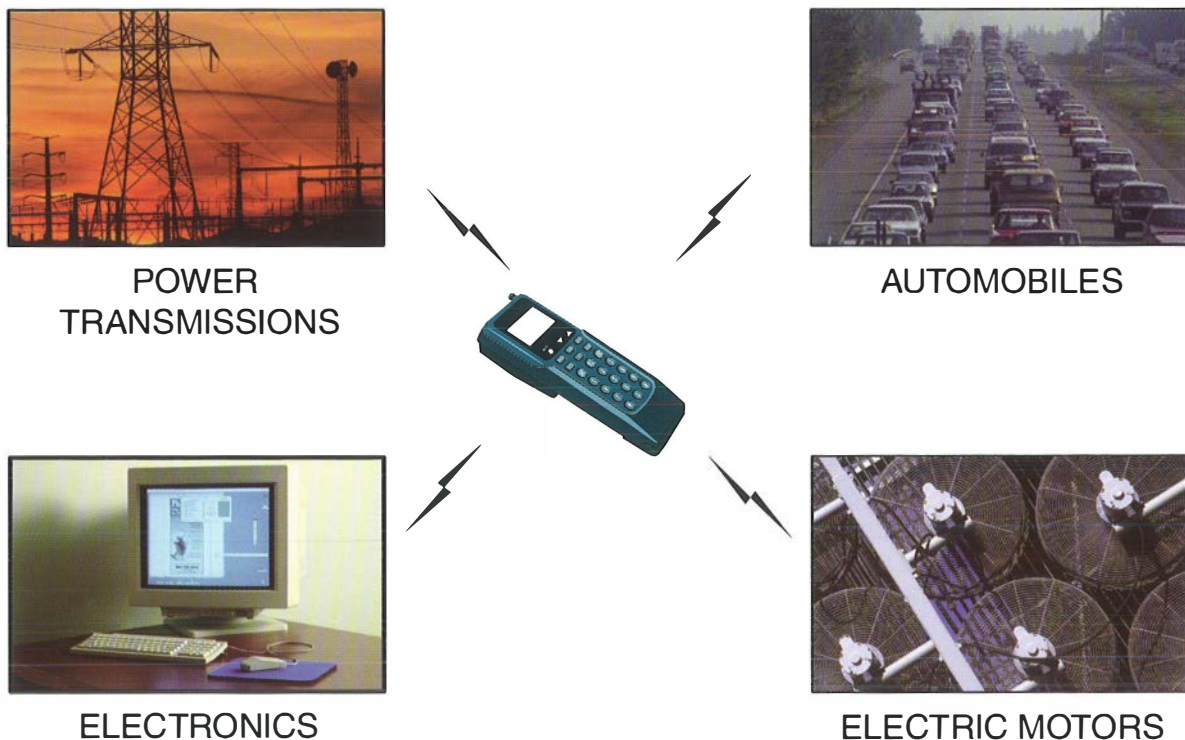 POWER
TRANSMISSIONS
AUTOMOBILES
ELECTRONICS
ELECTRIC MOTORS